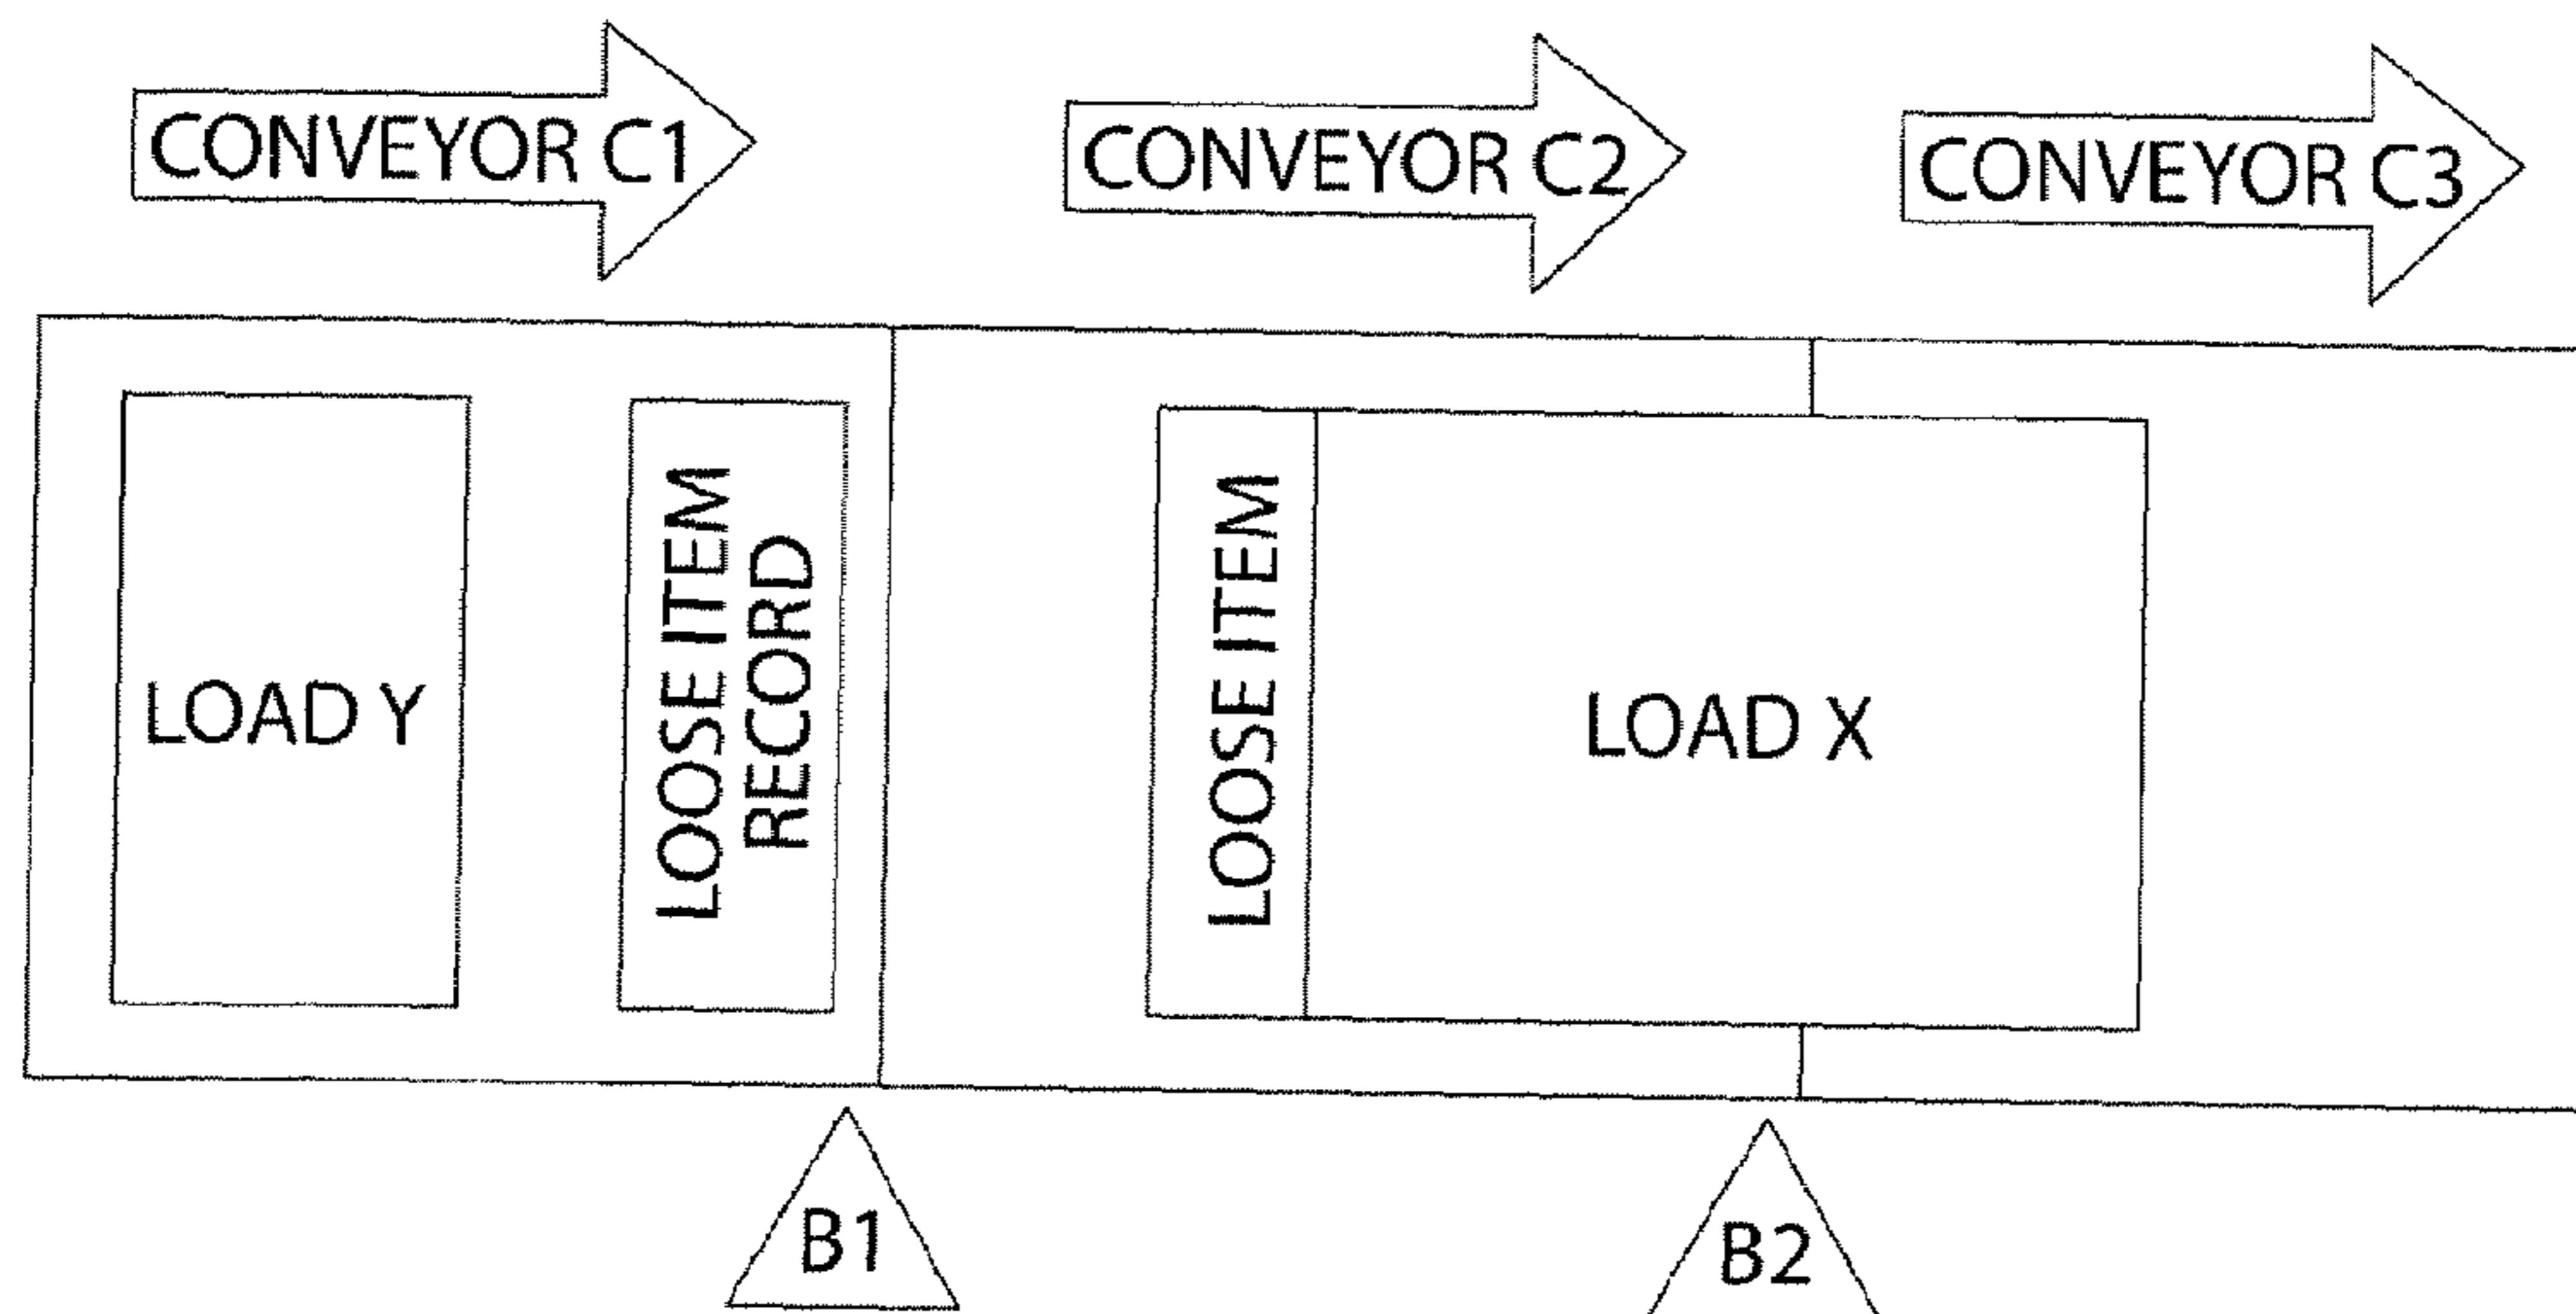 CONVEYOR C1
CONVEYOR C2
CONVEYOR C3
LOAD Y
LOOSE ITEM
RECORD
LOOSE ITEM
LOAD X
B1
B2